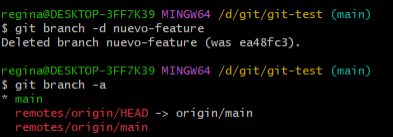 regina@DESKTOP-3FF7K39 MINGW64 /d/git/git-test (main)
$ git branch -d nuevo-feature
Deleted branch nuevo-feature (was ea48fc3).
regina@DESKTOP-3FF7K39 MINGW64 /d/git/git-test (main)
$ git branch -a
* main
remotes/origin/HEAD -> origin/main
remotes/origin/main